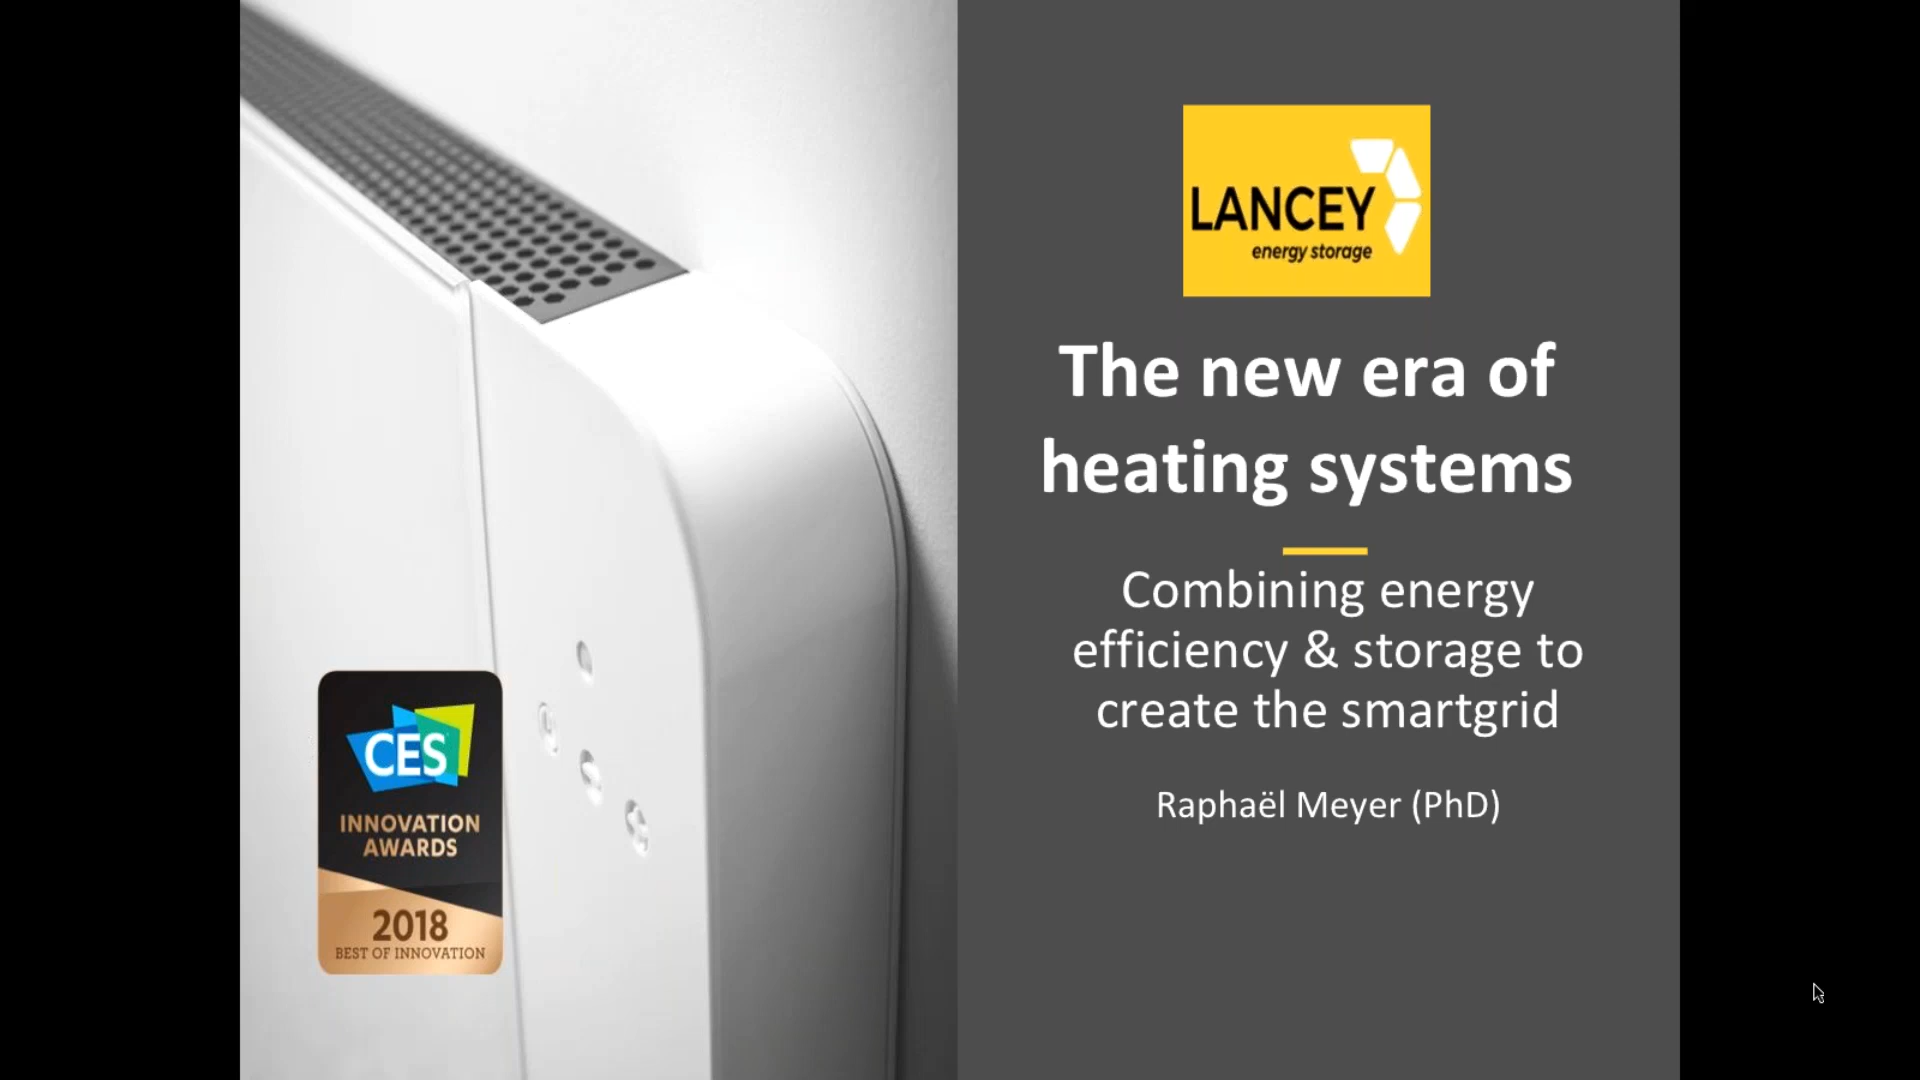 LANCEY
energy storage
The new era of
heating systems
Combining energy
efficiency & storage to
create the smartgrid
Raphaël Meyer (PhD)
CES
INNOVATION
AWARDS
2018
BEST OF INNOVATION